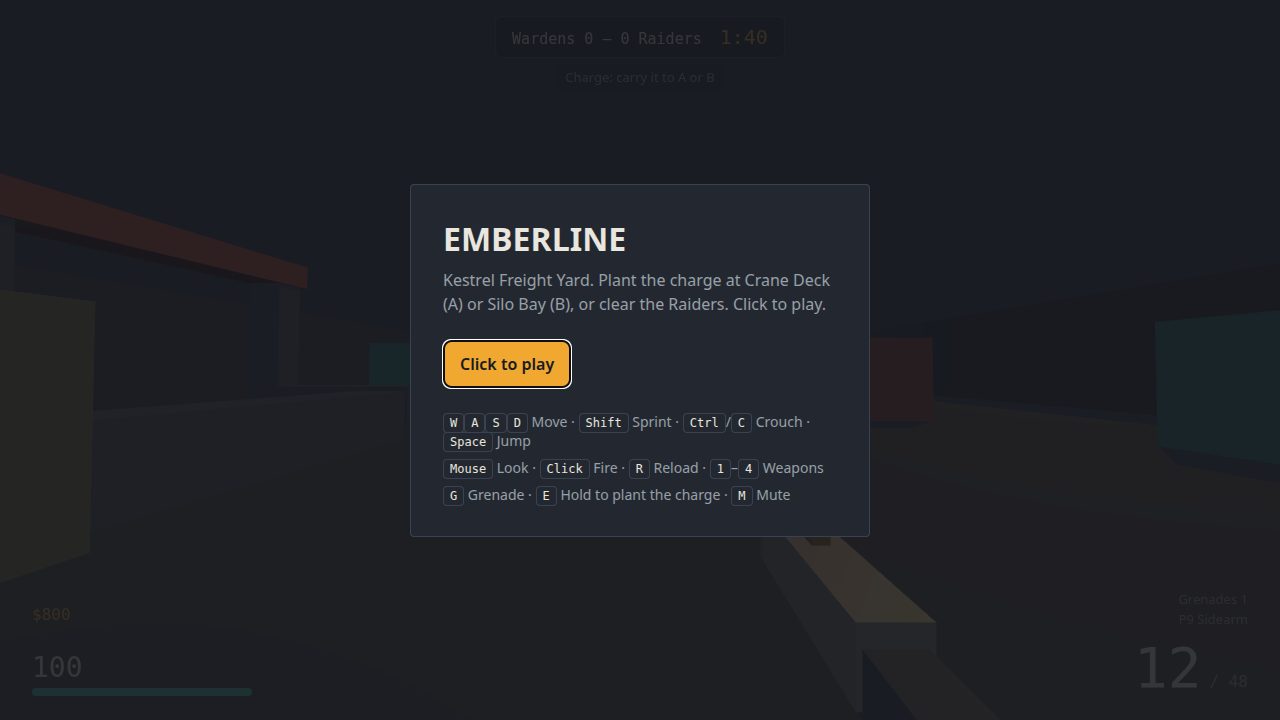 Wardens 0 — 0 Raiders 1:40
Charge: carry it to A or B
EMBERLINE
Kestrel Freight Yard. Plant the charge at Crane Deck
(A) or Silo Bay (B), or clear the Raiders. Click to play.
Click to play
W A S D Move · Shift Sprint · Ctrl/C Crouch ·
Space Jump
Mouse Look · Click Fire · R Reload · 1–4 Weapons
G Grenade · E Hold to plant the charge · M Mute
$800
100
Grenades 1
P9 Sidearm
12 / 48